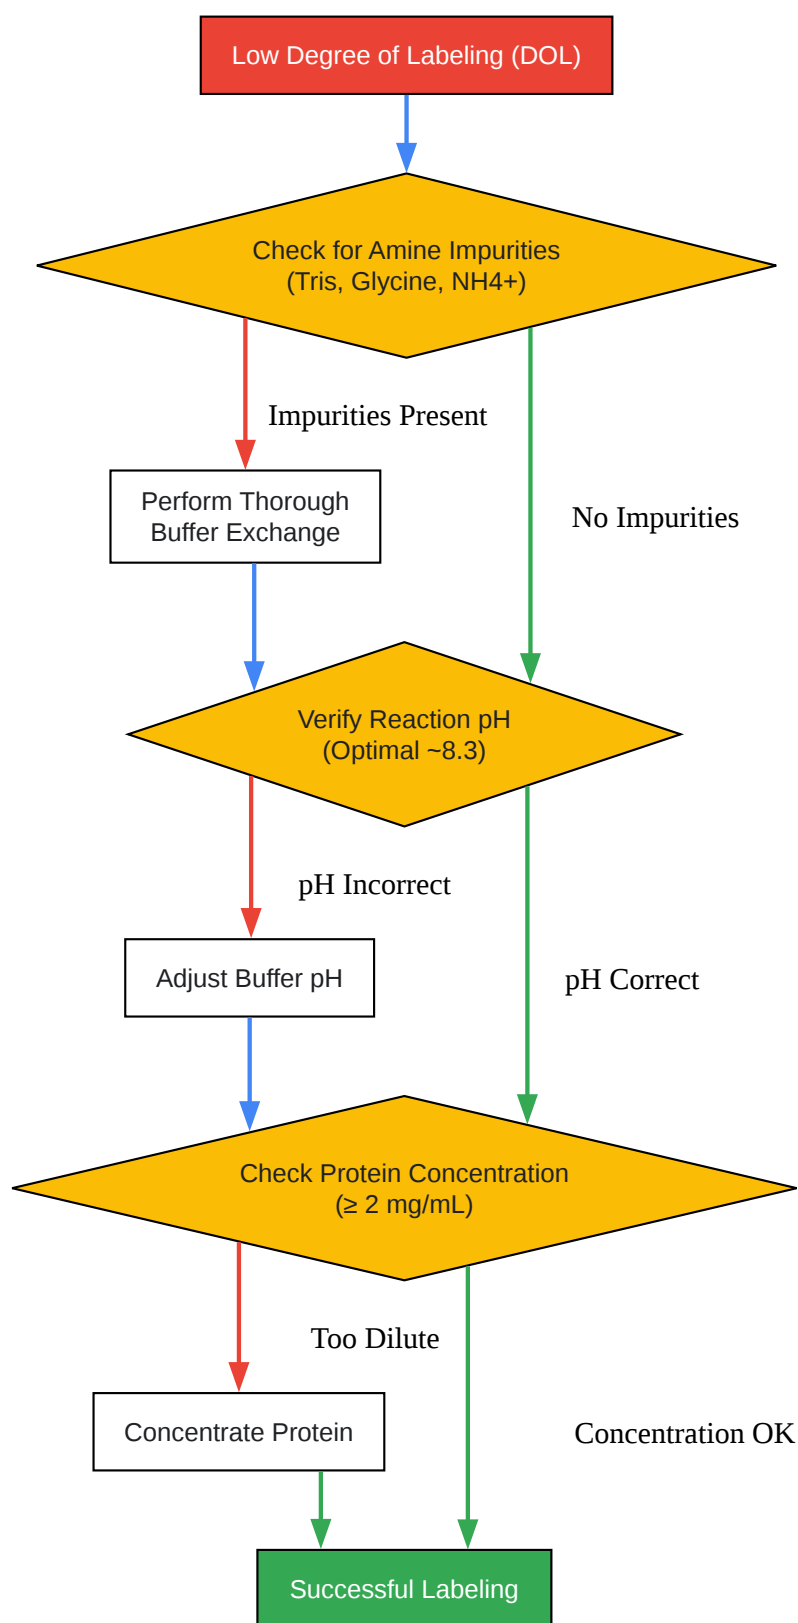 Low Degree of Labeling (DOL)
Check for Amine Impurities
(Tris, Glycine, NH4+)
Impurities Present
Perform Thorough
Buffer Exchange
No Impurities
Verify Reaction pH
(Optimal ~8.3)
pH Incorrect
Adjust Buffer pH
pH Correct
Check Protein Concentration
(≥ 2 mg/mL)
Too Dilute
Concentrate Protein
Concentration OK
Successful Labeling